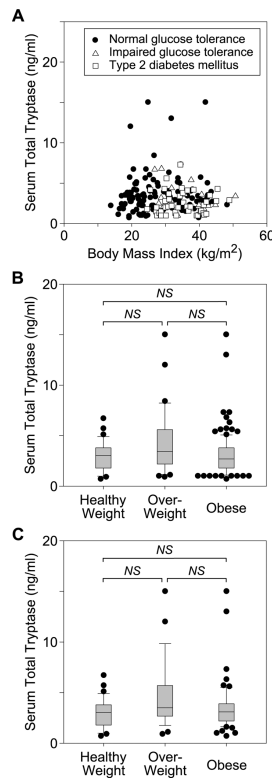 A
● Normal glucose tolerance
△ Impaired glucose tolerance
□ Type 2 diabetes mellitus
Serum Total Tryptase (ng/ml)
20
10
0
0 20 40 60
Body Mass Index (kg/m²)
B
Serum Total Tryptase (ng/ml)
20
10
0
NS
NS NS
Healthy Weight
Over-Weight
Obese
C
Serum Total Tryptase (ng/ml)
20
10
0
NS
NS NS
Healthy Weight
Over-Weight
Obese